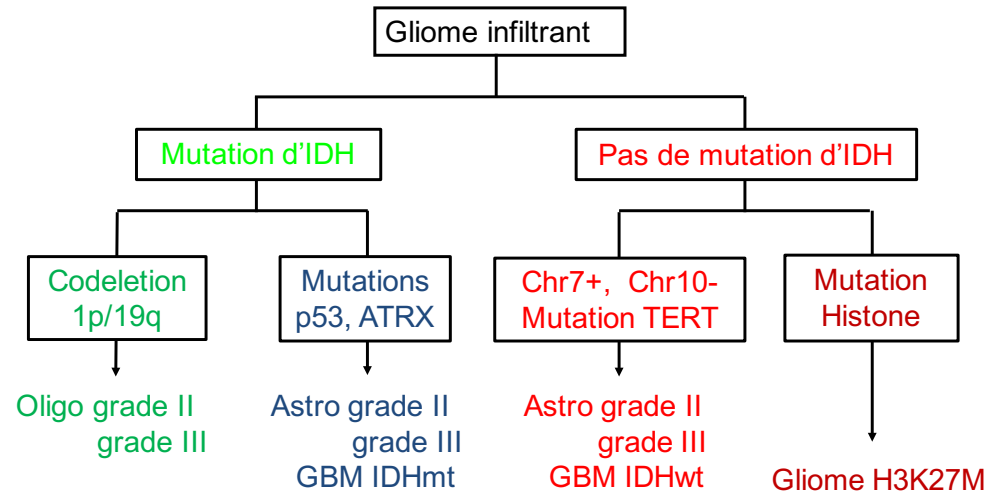 Gliome infiltrant
Mutation d'IDH
Pas de mutation d'IDH
Codeletion
1p/19q
Mutations
p53, ATRX
Chr7+, Chr10-
Mutation TERT
Mutation
Histone
Oligo grade II
grade III
Astro grade II
grade III
GBM IDHmt
Astro grade II
grade III
GBM IDHwt
Gliome H3K27M